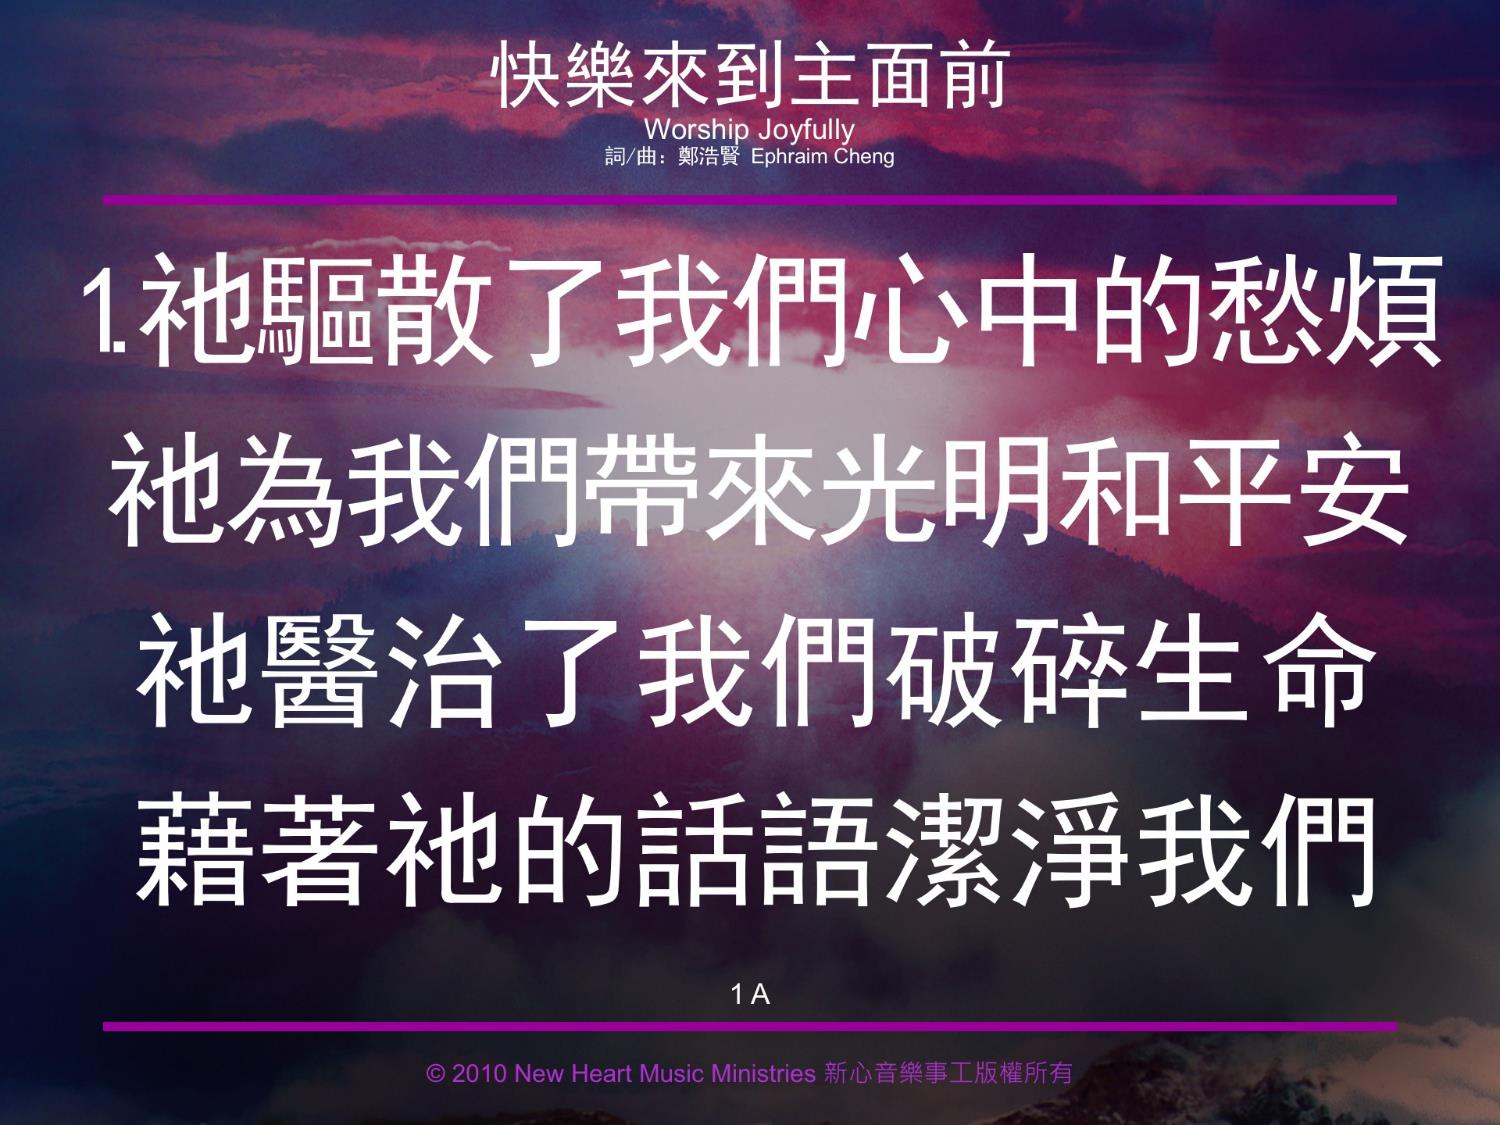 快樂來到主面前
Worship Joyfully
詞/曲：鄭浩賢 Ephraim Cheng
1.祂驅散了我們心中的愁煩
祂為我們帶來光明和平安
祂醫治了我們破碎生命
藉著祂的話語潔淨我們
1 A
© 2010 New Heart Music Ministries 新心音樂事工版權所有